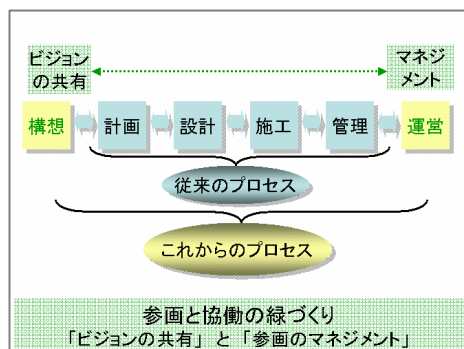 ビジョン
の共有
マネジ
メント
構想
計画
設計
施工
管理
運営
従来のプロセス
これからのプロセス
参画と協働の緑づくり
「ビジョンの共有」と「参画のマネジメント」